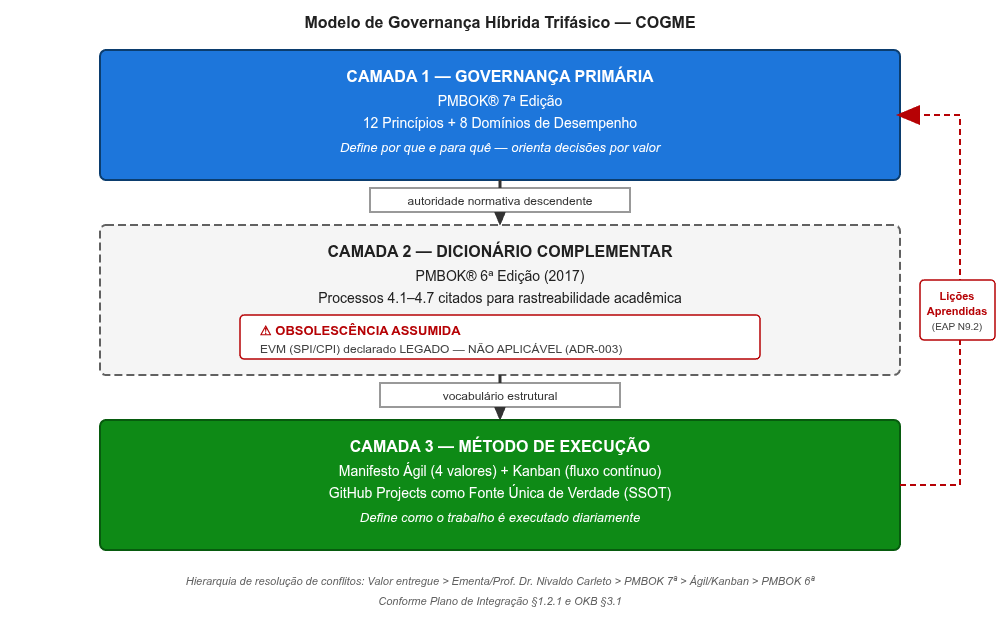 Modelo de Governança Híbrida Trifásico — COGME
CAMADA 1 — GOVERNANÇA PRIMÁRIA
PMBOK® 7ª Edição
12 Princípios + 8 Domínios de Desempenho
Define por que e para quê — orienta decisões por valor
autoridade normativa descendente
CAMADA 2 — DICIONÁRIO COMPLEMENTAR
PMBOK® 6ª Edição (2017)
Processos 4.1–4.7 citados para rastreabilidade acadêmica
⚠ OBSOLESCÊNCIA ASSUMIDA
EVM (SPI/CPI) declarado LEGADO — NÃO APLICÁVEL (ADR-003)
Lições
Aprendidas
(EAP N9.2)
vocabulário estrutural
CAMADA 3 — MÉTODO DE EXECUÇÃO
Manifesto Ágil (4 valores) + Kanban (fluxo contínuo)
GitHub Projects como Fonte Única de Verdade (SSOT)
Define como o trabalho é executado diariamente
Hierarquia de resolução de conflitos: Valor entregue > Ementa/Prof. Dr. Nivaldo Carleto > PMBOK 7ª > Ágil/Kanban > PMBOK 6ª
Conforme Plano de Integração §1.2.1 e OKB §3.1